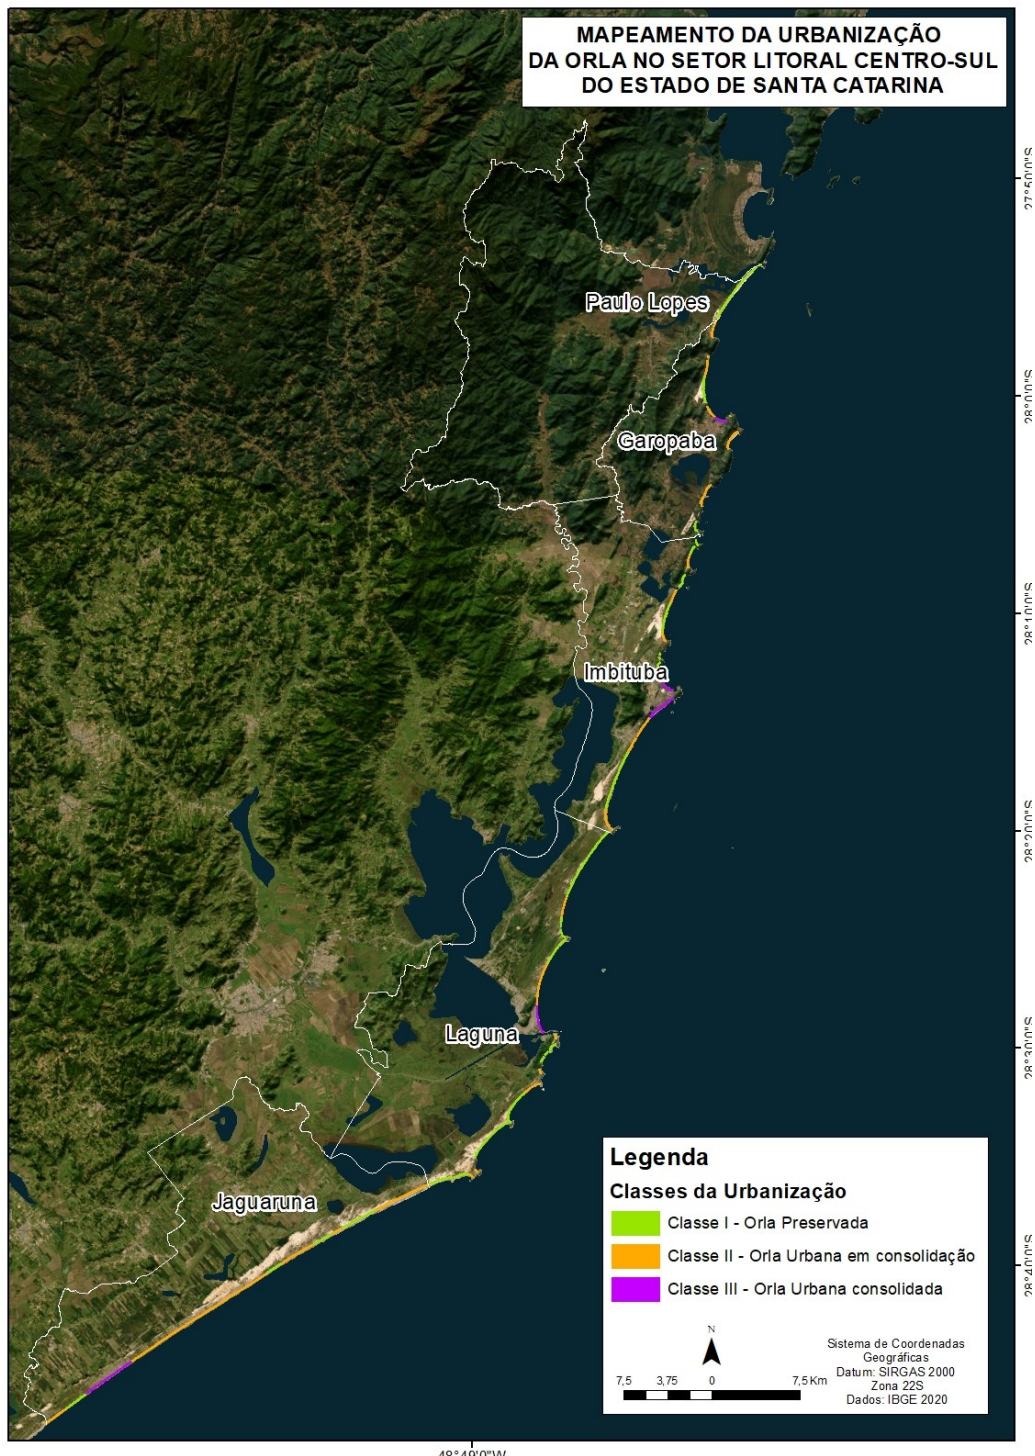 MAPEAMENTO DA URBANIZAÇÃO
DA ORLA NO SETOR LITORAL CENTRO-SUL
DO ESTADO DE SANTA CATARINA
27°50'0"S
Paulo Lopes
28°0'0"S
Garopaba
28°10'0"S
Imbituba
28°20'0"S
Laguna
28°30'0"S
Jaguaruna
28°40'0"S
Legenda
Classes da Urbanização
Classe I - Orla Preservada
Classe II - Orla Urbana em consolidação
Classe III - Orla Urbana consolidada
N
7,5 3,75 0 7,5 Km
Sistema de Coordenadas
Geográficas
Datum: SIRGAS 2000
Zona 22S
Dados: IBGE 2020
48°49'0"W